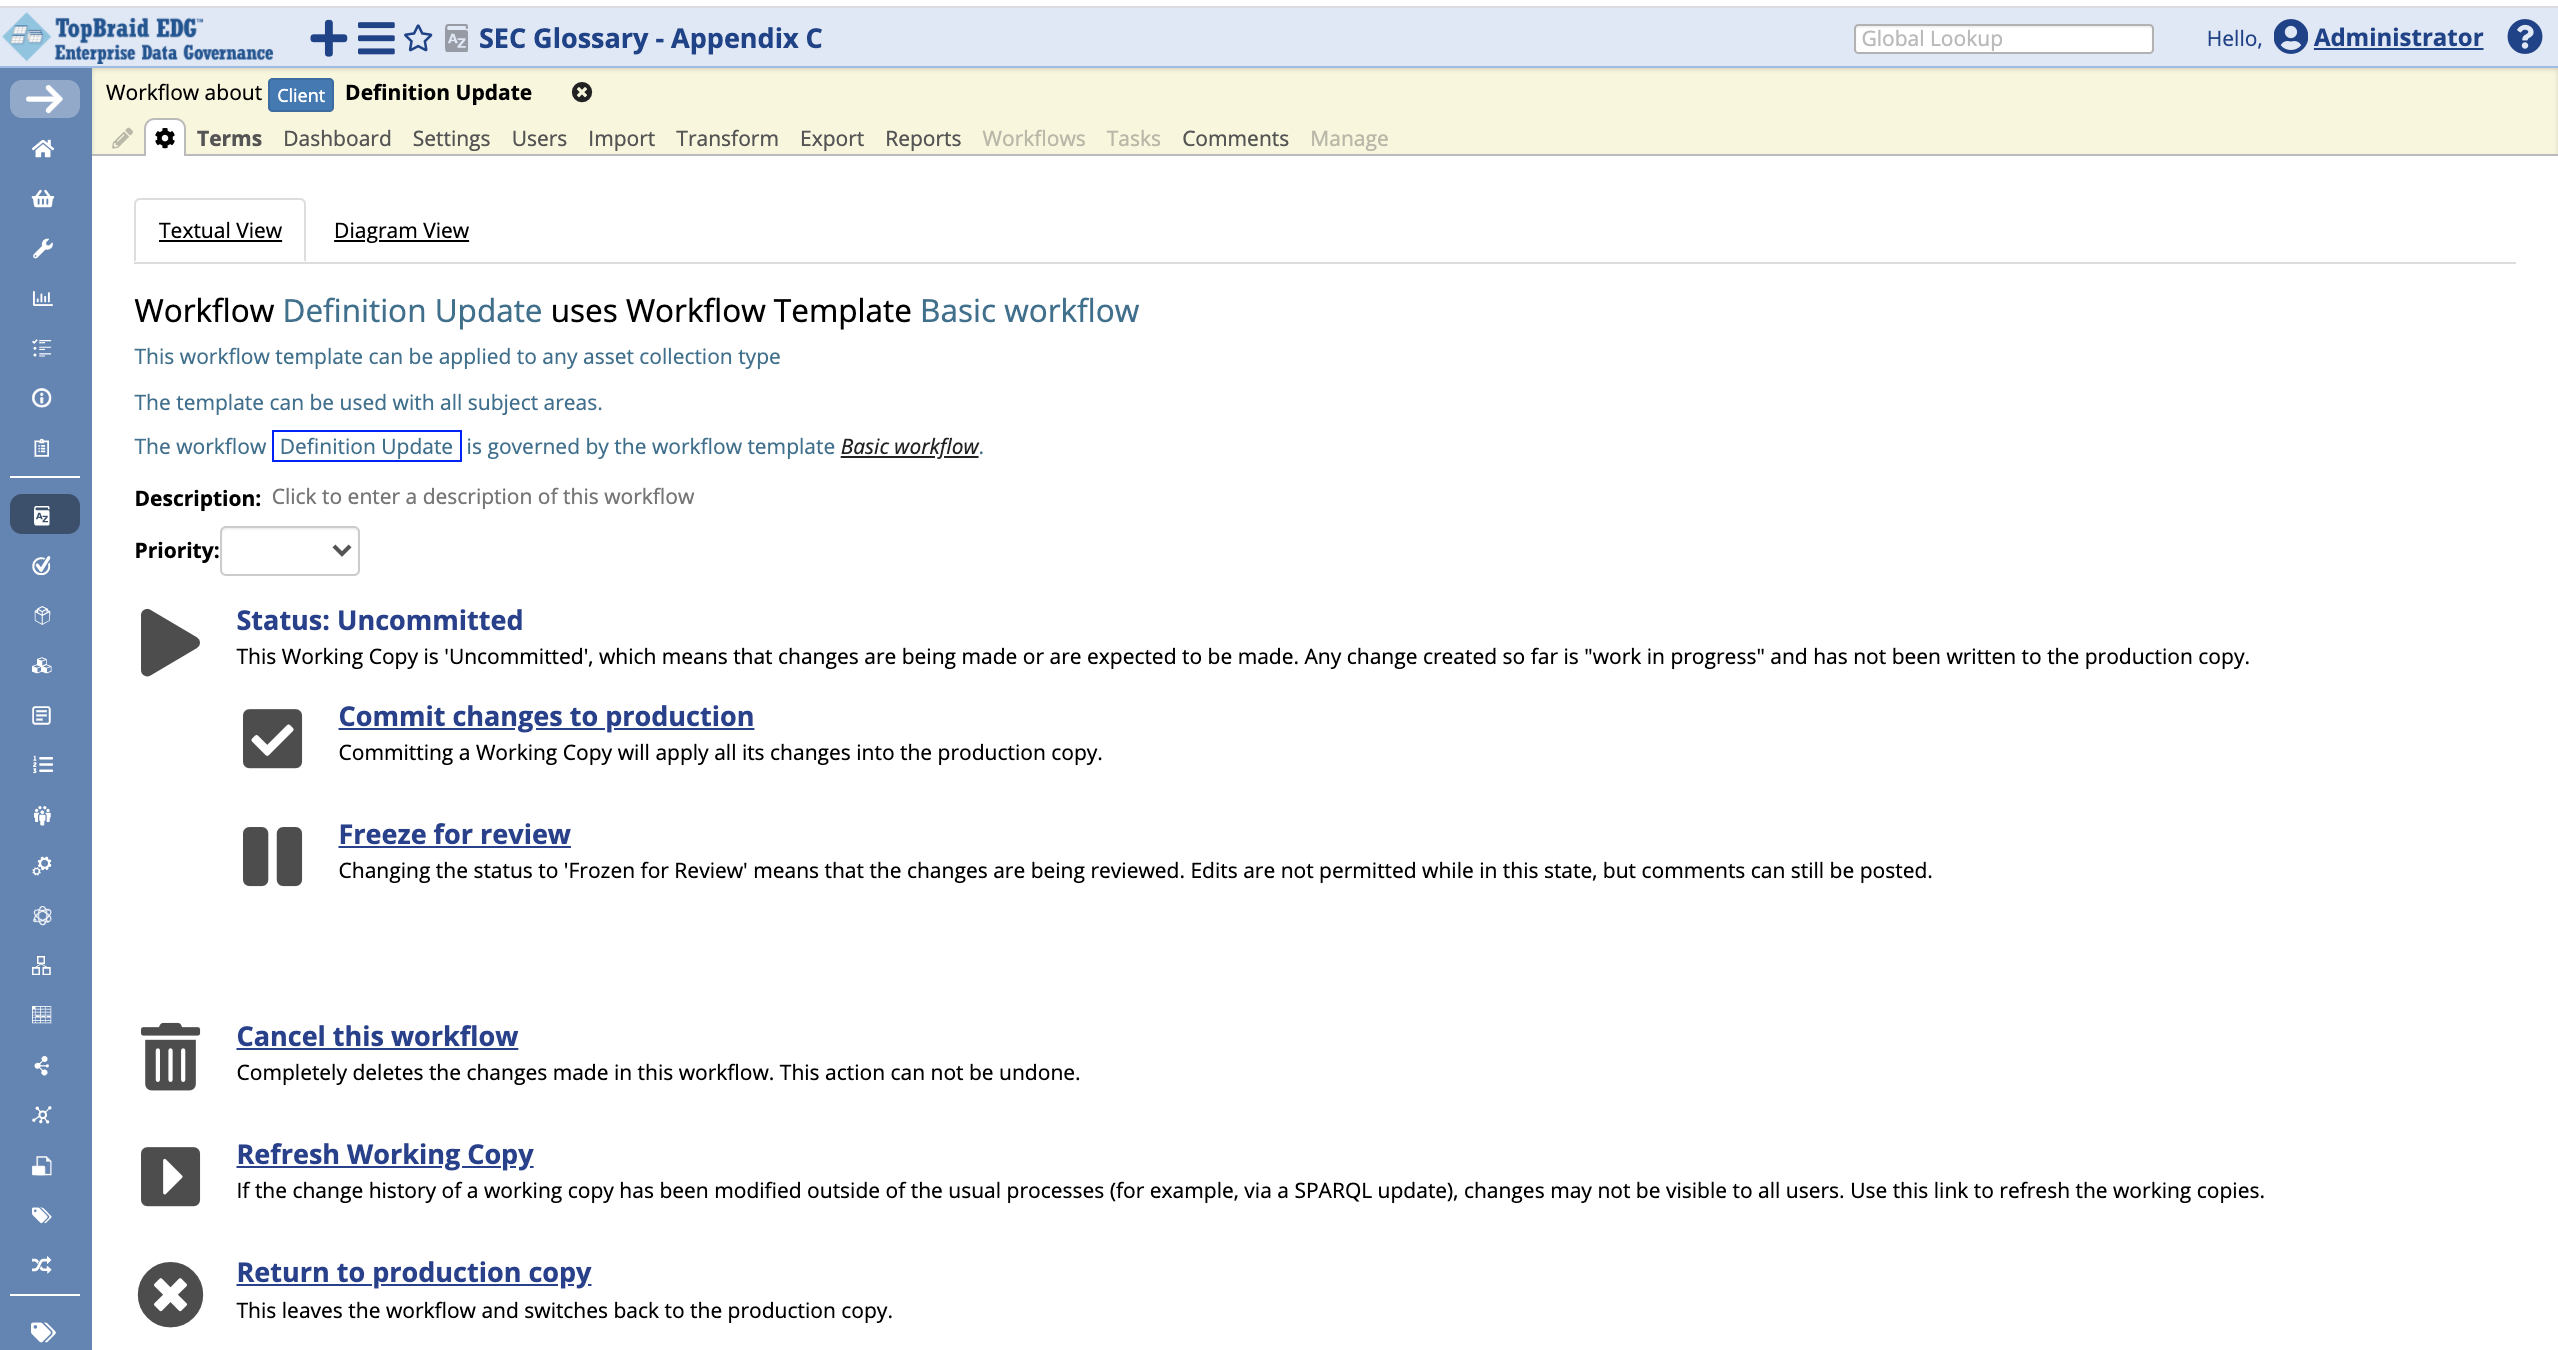 TopBraid EDG™
Enterprise Data Governance
SEC Glossary - Appendix C
Global Lookup
Hello, Administrator
Workflow about Client Definition Update
Terms Dashboard Settings Users Import Transform Export Reports Workflows Tasks Comments Manage
Textual View Diagram View
Workflow Definition Update uses Workflow Template Basic workflow
This workflow template can be applied to any asset collection type
The template can be used with all subject areas.
The workflow Definition Update is governed by the workflow template Basic workflow.
Description: Click to enter a description of this workflow
Priority:
Status: Uncommitted
This Working Copy is 'Uncommitted', which means that changes are being made or are expected to be made. Any change created so far is "work in progress" and has not been written to the production copy.
Commit changes to production
Committing a Working Copy will apply all its changes into the production copy.
Freeze for review
Changing the status to 'Frozen for Review' means that the changes are being reviewed. Edits are not permitted while in this state, but comments can still be posted.
Cancel this workflow
Completely deletes the changes made in this workflow. This action can not be undone.
Refresh Working Copy
If the change history of a working copy has been modified outside of the usual processes (for example, via a SPARQL update), changes may not be visible to all users. Use this link to refresh the working copies.
Return to production copy
This leaves the workflow and switches back to the production copy.